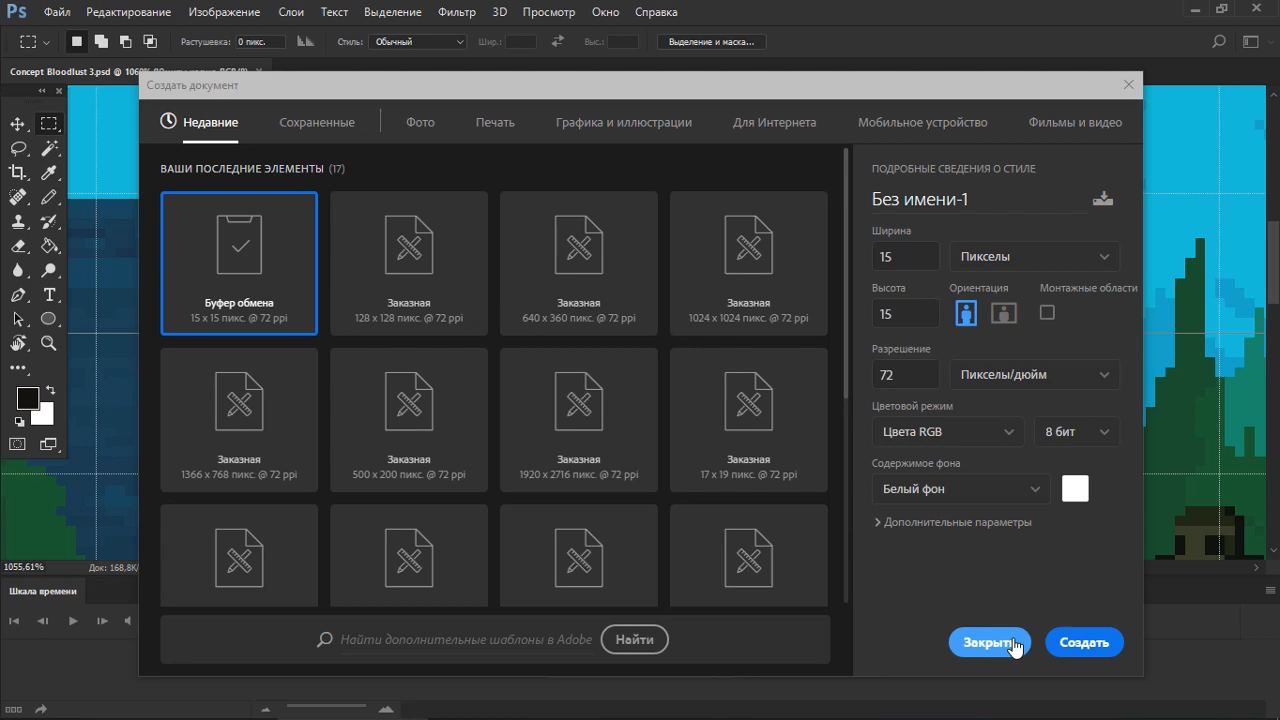 Ps Файл Редактирование Изображение Слои Текст Выделение Фильтр 3D Просмотр Окно Справка
Растушевка: 0 пикс. Стиль: Обычный Шир.: Выс.: Выделение и маска...
Concept Bloodlust 3.psd @
Создать документ
Недавние Сохраненные Фото Печать Графика и иллюстрации Для Интернета Мобильное устройство Фильмы и видео
ВАШИ ПОСЛЕДНИЕ ЭЛЕМЕНТЫ (17)
Буфер обмена
15 x 15 пикс. @ 72 ppi
Заказная
128 x 128 пикс. @ 72 ppi
Заказная
640 x 360 пикс. @ 72 ppi
Заказная
1024 x 1024 пикс. @ 72 ppi
Заказная
1366 x 768 пикс. @ 72 ppi
Заказная
500 x 200 пикс. @ 72 ppi
Заказная
1920 x 2716 пикс. @ 72 ppi
Заказная
17 x 19 пикс. @ 72 ppi
Найти дополнительные шаблоны в Adobe Найти
ПОДРОБНЫЕ СВЕДЕНИЯ О СТИЛЕ
Без имени-1
Ширина
15 Пикселы
Высота Ориентация Монтажные области
15
Разрешение
72 Пикселы/дюйм
Цветовой режим
Цвета RGB 8 бит
Содержимое фона
Белый фон
Дополнительные параметры
Закрыть Создать
1055,61% Док: 168,8K/
Шкала времени